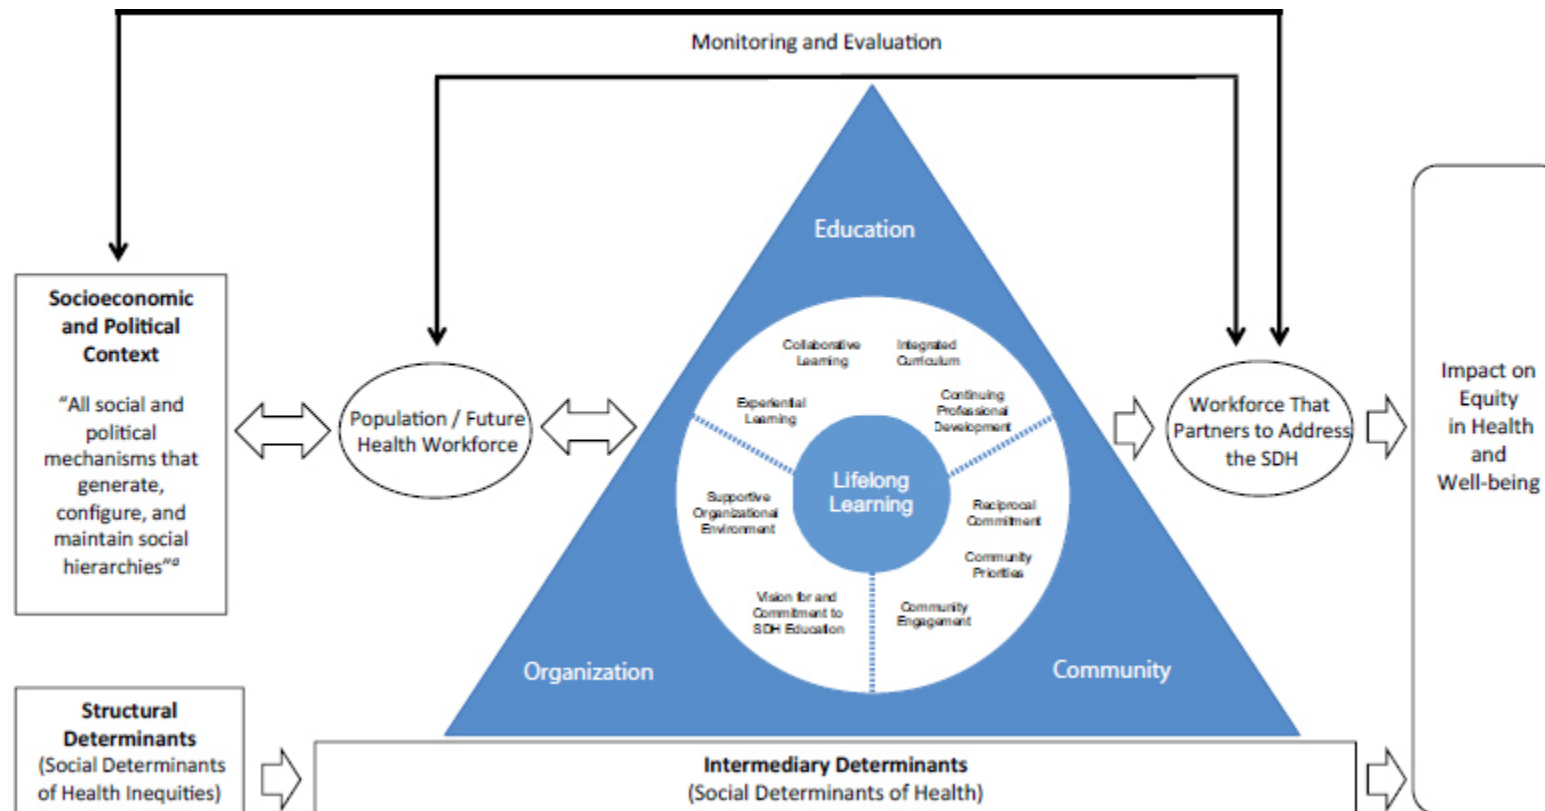 Monitoring and Evaluation
Education
Socioeconomic
and Political
Context
"All social and
political
mechanisms that
generate,
configure, and
maintain social
hierarchies"a
Population / Future
Health Workforce
Collaborative
Learning
Integrated
Curriculum
Experiential
Learning
Continuing
Professional
Development
Lifelong
Learning
Supportive
Organizational
Environment
Reciprocal
Commitment
Community
Priorities
Vision for and
Commitment to
SDH Education
Community
Engagement
Organization
Community
Workforce That
Partners to Address
the SDH
Impact on
Equity
in Health
and
Well-being
Structural
Determinants
(Social Determinants
of Health Inequities)
Intermediary Determinants
(Social Determinants of Health)